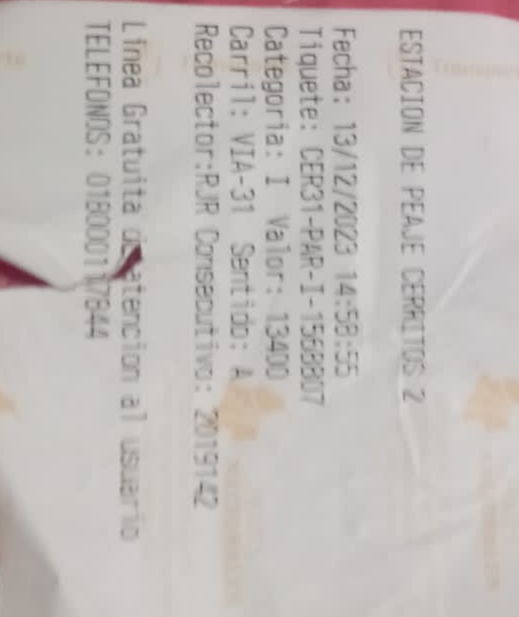 ESTACION DE PEAJE CERRITOS 2
Fecha: 13/12/2023 14:58:55
Tiquete: CER31-PAR-I-1568807
Categoria: I Valor: 13400
Carril: VIA-31 Sentido: A
Recolector:RJR Consecutivo: 2019142
Linea Gratuita de atencion al usuario
TELEFONOS: